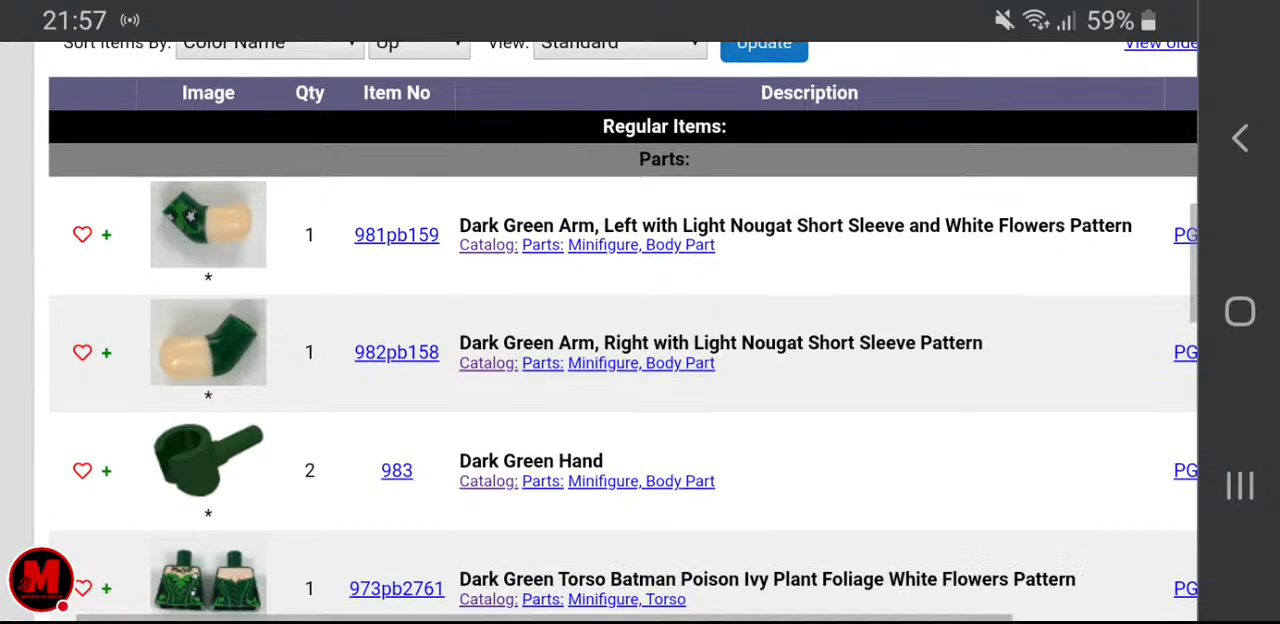 21:57 59%
Sort Items By: Color Name Up View: Standard Update View olde
Image Qty Item No Description
Regular Items:
Parts:
1 981pb159 Dark Green Arm, Left with Light Nougat Short Sleeve and White Flowers Pattern PG
Catalog: Parts: Minifigure, Body Part
*
1 982pb158 Dark Green Arm, Right with Light Nougat Short Sleeve Pattern PG
Catalog: Parts: Minifigure, Body Part
*
2 983 Dark Green Hand PG
Catalog: Parts: Minifigure, Body Part
*
M
1 973pb2761 Dark Green Torso Batman Poison Ivy Plant Foliage White Flowers Pattern PG
Catalog: Parts: Minifigure, Torso